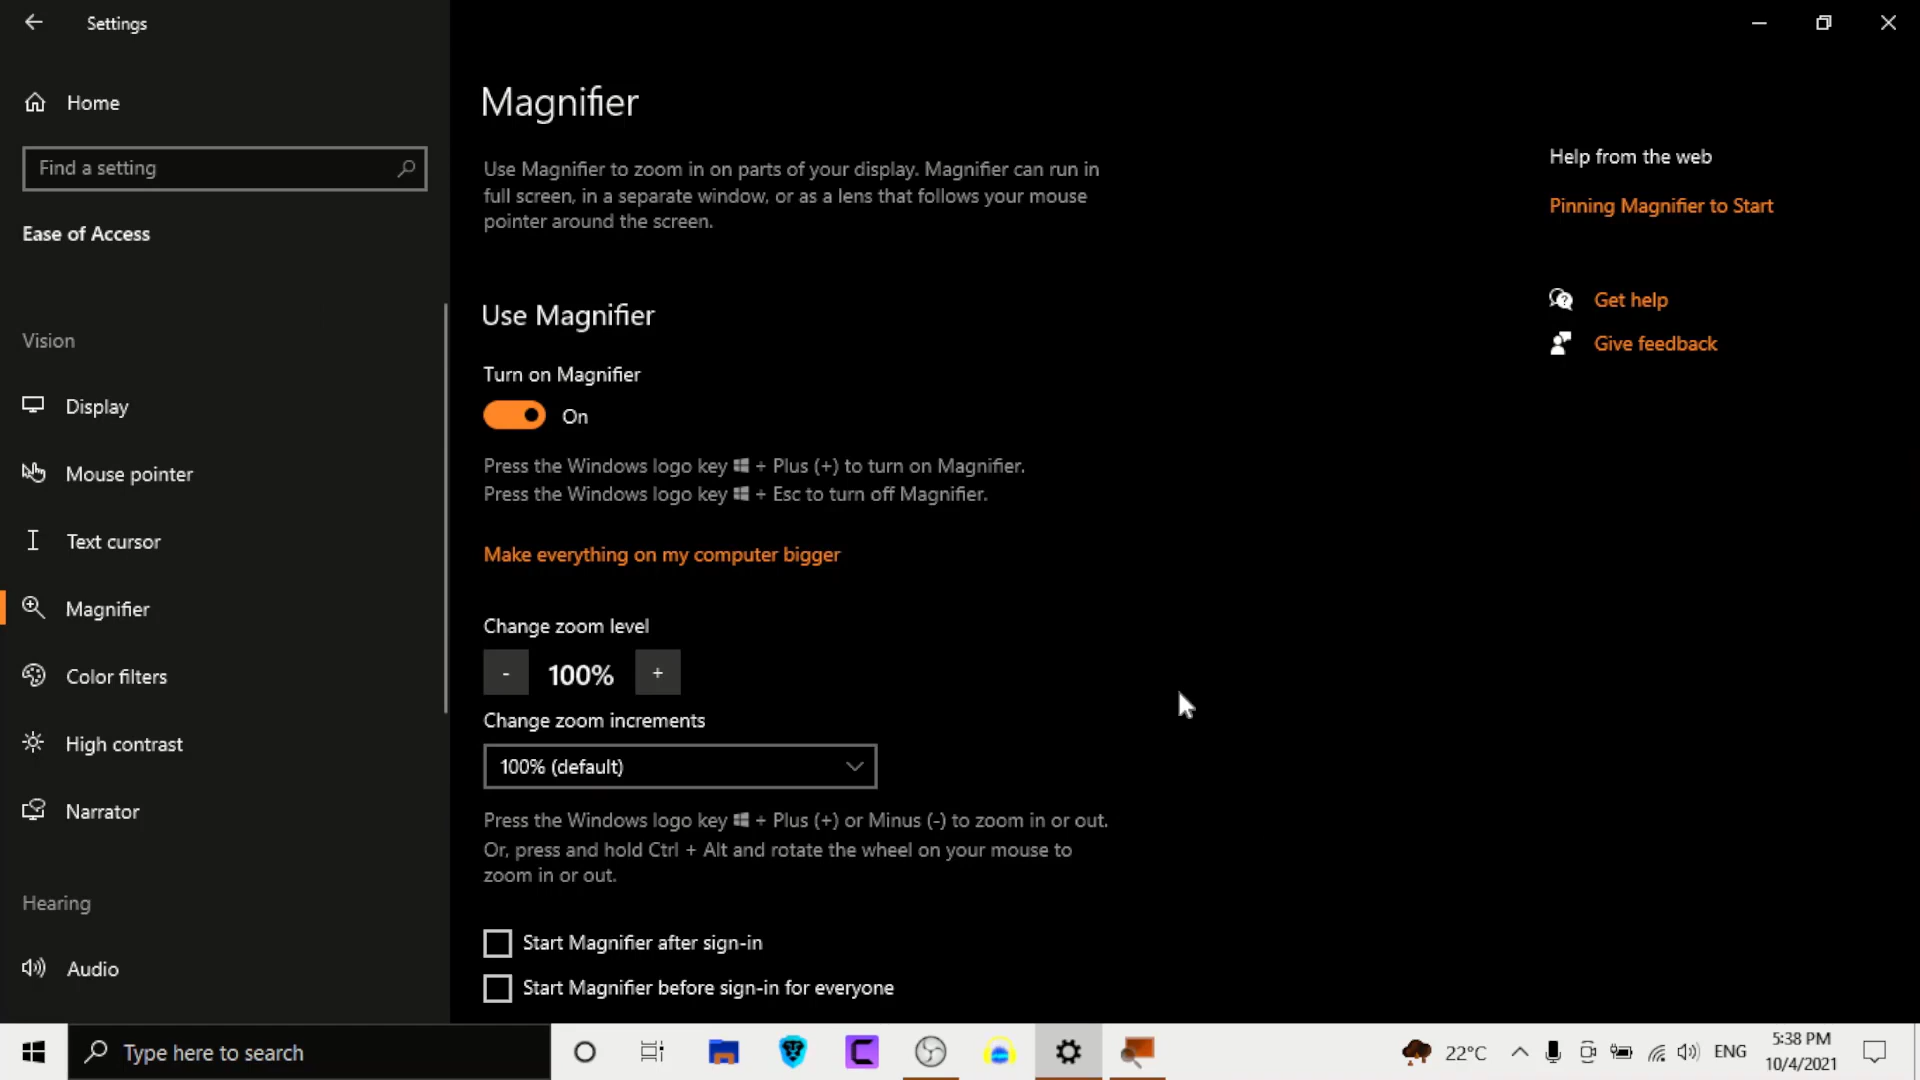 Settings
Home
Find a setting
Ease of Access
Vision
Display
Mouse pointer
Text cursor
Magnifier
Color filters
High contrast
Narrator
Hearing
Audio
Magnifier
Use Magnifier to zoom in on parts of your display. Magnifier can run in
full screen, in a separate window, or as a lens that follows your mouse
pointer around the screen.
Use Magnifier
Turn on Magnifier
On
Press the Windows logo key + Plus (+) to turn on Magnifier.
Press the Windows logo key + Esc to turn off Magnifier.
Make everything on my computer bigger
Change zoom level
- 100% +
Change zoom increments
100% (default)
Press the Windows logo key + Plus (+) or Minus (-) to zoom in or out.
Or, press and hold Ctrl + Alt and rotate the wheel on your mouse to
zoom in or out.
Start Magnifier after sign-in
Start Magnifier before sign-in for everyone
Help from the web
Pinning Magnifier to Start
Get help
Give feedback
Type here to search
22°C
ENG
5:38 PM
10/4/2021